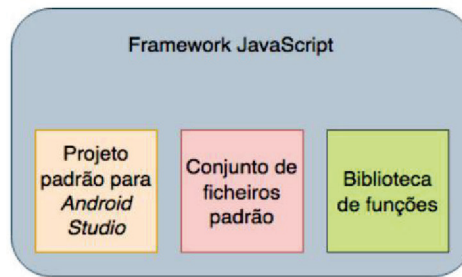 Framework JavaScript
Projeto
padrão para
Android
Studio
Conjunto de
ficheiros
padrão
Biblioteca
de funções